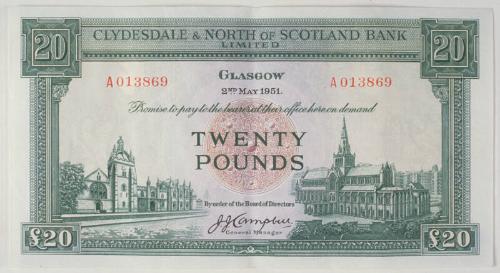 20 CLYDESDALE & NORTH OF SCOTLAND BANK 20
LIMITED
GLASGOW
A013869 A013869
2ND MAY 1951.
Promise to pay to the bearer at their office here on demand
TWENTY
POUNDS
By order of the Board of Directors
J.J. Campbell
General Manager
£20 £20